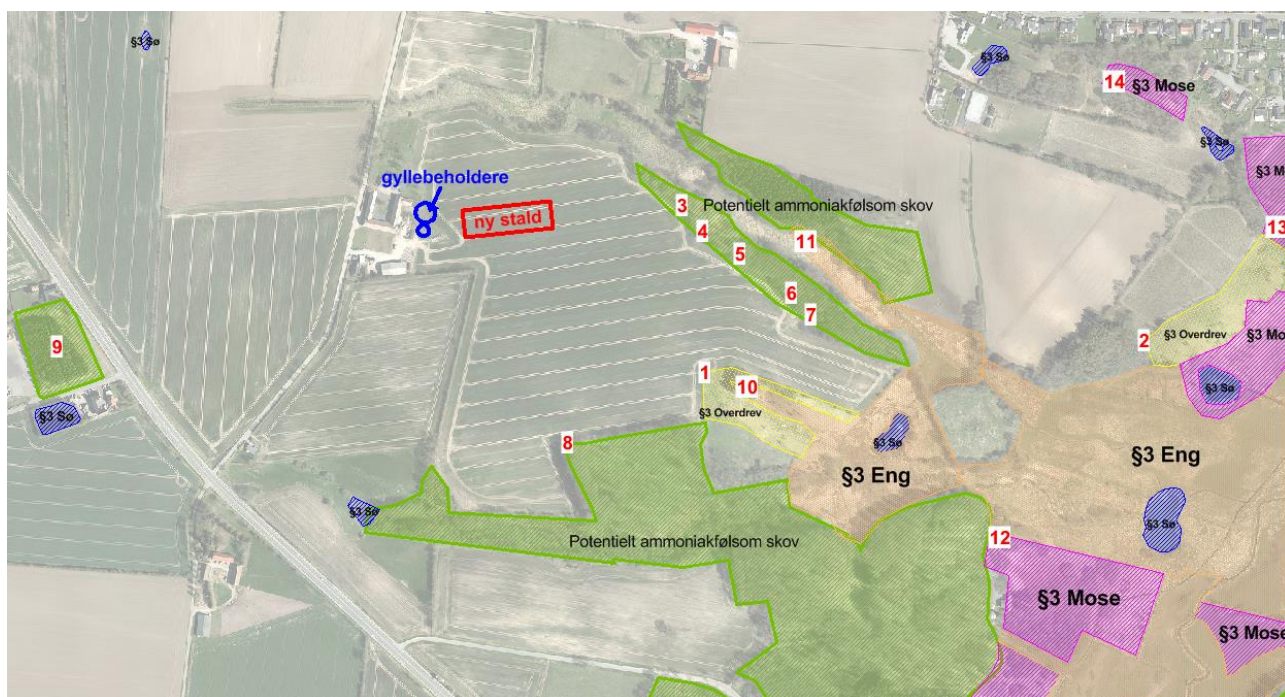 §3 Sø
§3 Sø
14 §3 Mose
§3 Sø
§3 M
gyllebeholdere
ny stald
3
Potentielt ammoniakfølsom skov
4
5
11
13
6
7
9
2
§3 Overdrev
§3 Mo
1
10
§3 Sø
§3 Sø
§3 Overdrev
§3 Sø
8
§3 Eng
§3 Eng
§3 Sø
§3 Sø
Potentielt ammoniakfølsom skov
12
§3 Mose
§3 Mose